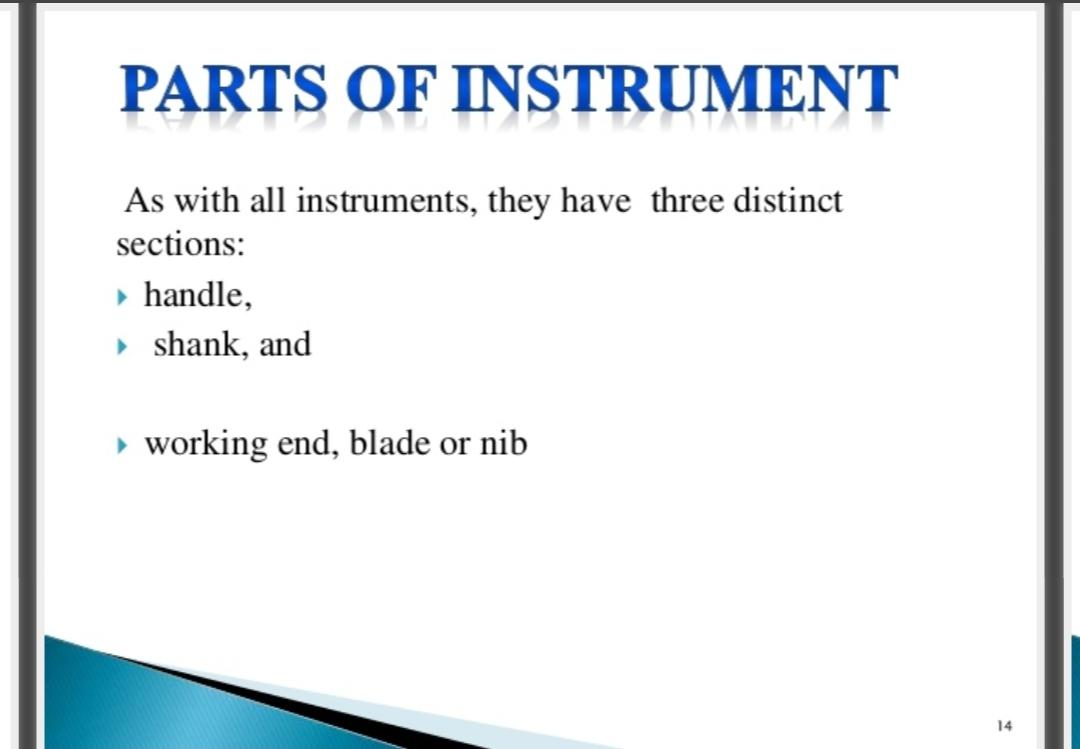 PARTS OF INSTRUMENT
As with all instruments, they have three distinct
sections:
handle,
shank, and
working end, blade or nib
14